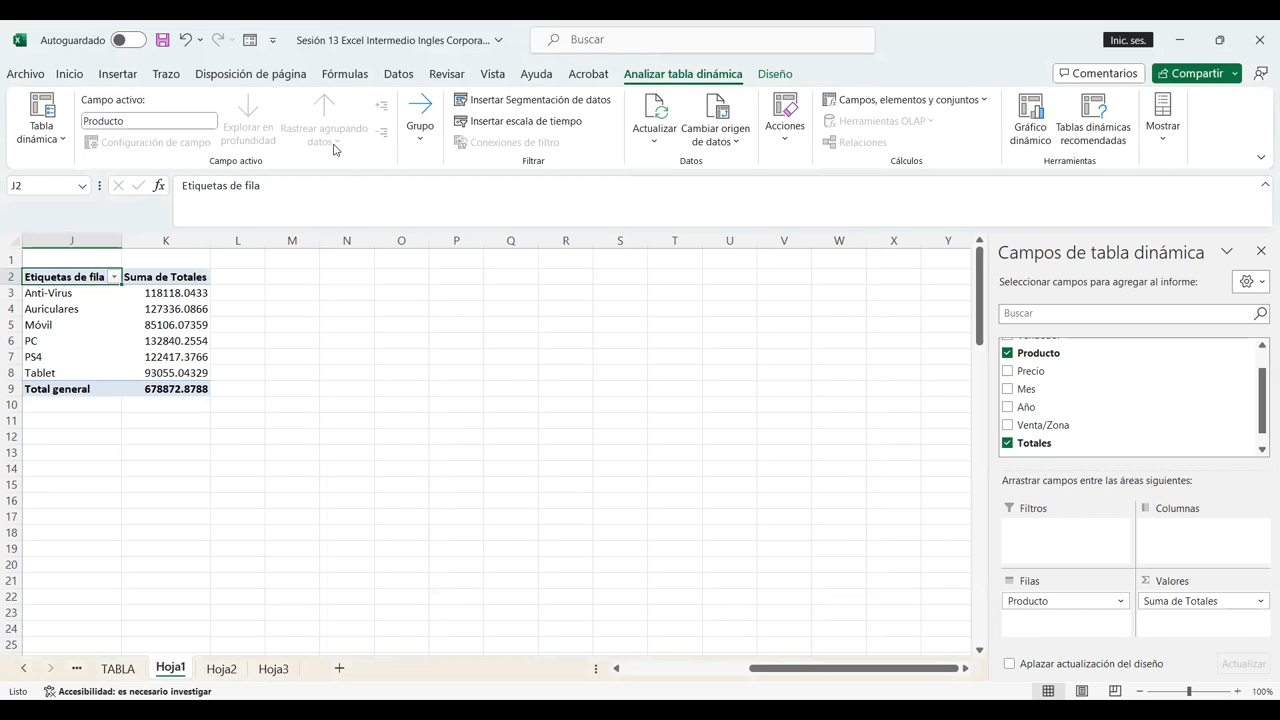 Autoguardado
Sesión 13 Excel Intermedio Ingles Corpora...
Buscar
Inic. ses.
Archivo Inicio Insertar Trazo Disposición de página Fórmulas Datos Revisar Vista Ayuda Acrobat Analizar tabla dinámica Diseño
Comentarios
Compartir
Tabla dinámica
Campo activo:
Producto
Configuración de campo
Explorar en profundidad
Rastrear agrupando datos
Campo activo
Grupo
Insertar Segmentación de datos
Insertar escala de tiempo
Conexiones de filtro
Filtrar
Actualizar
Cambiar origen de datos
Datos
Acciones
Campos, elementos y conjuntos
Herramientas OLAP
Relaciones
Cálculos
Gráfico dinámico
Tablas dinámicas recomendadas
Herramientas
Mostrar
J2
fx
Etiquetas de fila
J K L M N O P Q R S T U V W X Y
1
2 Etiquetas de fila Suma de Totales
3 Anti-Virus 118118.0433
4 Auriculares 127336.0866
5 Móvil 85106.07359
6 PC 132840.2554
7 PS4 122417.3766
8 Tablet 93055.04329
9 Total general 678872.8788
10
11
12
13
14
15
16
17
18
19
20
21
22
23
24
25
Campos de tabla dinámica
Seleccionar campos para agregar al informe:
Buscar
Producto
Precio
Mes
Año
Venta/Zona
Totales
Arrastrar campos entre las áreas siguientes:
Filtros
Columnas
Filas
Valores
Producto
Suma de Totales
Aplazar actualización del diseño
Actualizar
TABLA Hoja1 Hoja2 Hoja3
Listo
Accesibilidad: es necesario investigar
100%